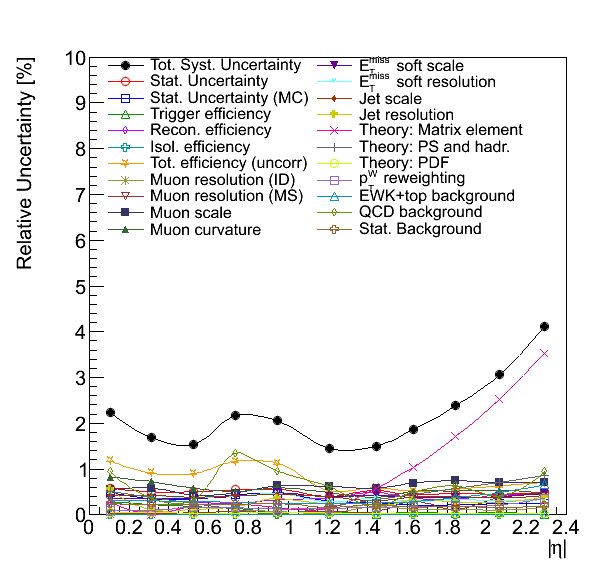 Relative Uncertainty [%]
10
9
8
7
6
5
4
3
2
1
0
Tot. Syst. Uncertainty
Stat. Uncertainty
Stat. Uncertainty (MC)
Trigger efficiency
Recon. efficiency
Isol. efficiency
Tot. efficiency (uncorr)
Muon resolution (ID)
Muon resolution (MS)
Muon scale
Muon curvature
E_T^miss soft scale
E_T^miss soft resolution
Jet scale
Jet resolution
Theory: Matrix element
Theory: PS and hadr.
Theory: PDF
p_T^W reweighting
EWK+top background
QCD background
Stat. Background
0 0.2 0.4 0.6 0.8 1 1.2 1.4 1.6 1.8 2 2.2 2.4
|η|